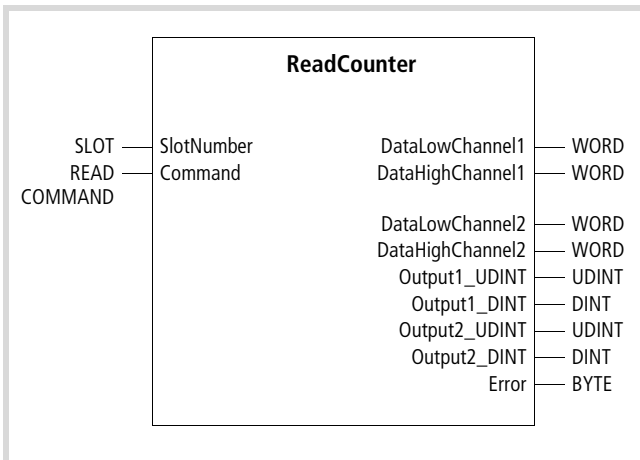 ReadCounter
SLOT SlotNumber DataLowChannel1 WORD
READ Command DataHighChannel1 WORD
COMMAND
DataLowChannel2 WORD
DataHighChannel2 WORD
Output1_UDINT UDINT
Output1_DINT DINT
Output2_UDINT UDINT
Output2_DINT DINT
Error BYTE